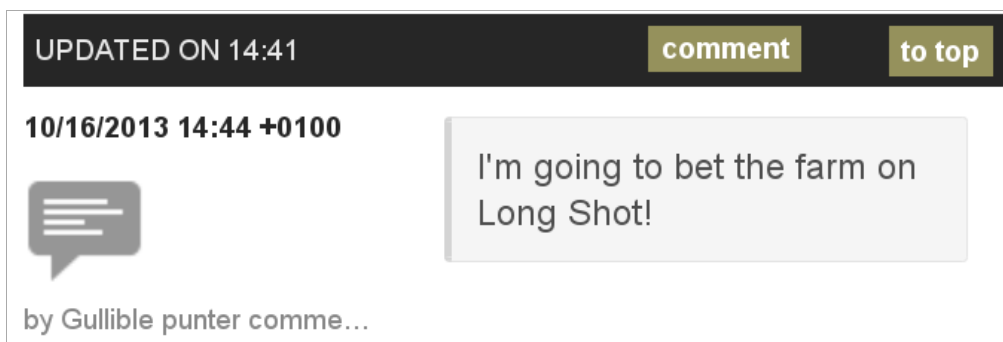 UPDATED ON 14:41
comment
to top
10/16/2013 14:44 +0100
I'm going to bet the farm on
Long Shot!
by Gullible punter comme...